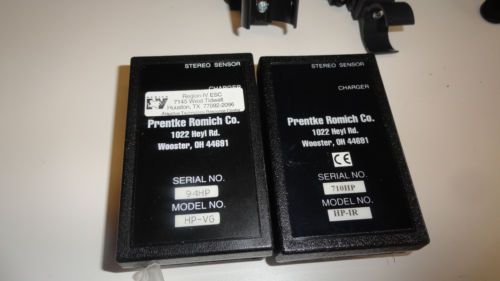 STEREO SENSOR
CHARGER
Region IV ESC
7145 West Tidwell
Houston, TX 77092-2096
Prentke Romich Co.
1022 Heyl Rd.
Wooster, OH 44691
SERIAL NO.
94HP
MODEL NO.
HP-VG
STEREO SENSOR
CHARGER
Prentke Romich Co.
1022 Heyl Rd.
Wooster, OH 44691
CE
SERIAL NO.
710HP
MODEL NO.
HP-IR